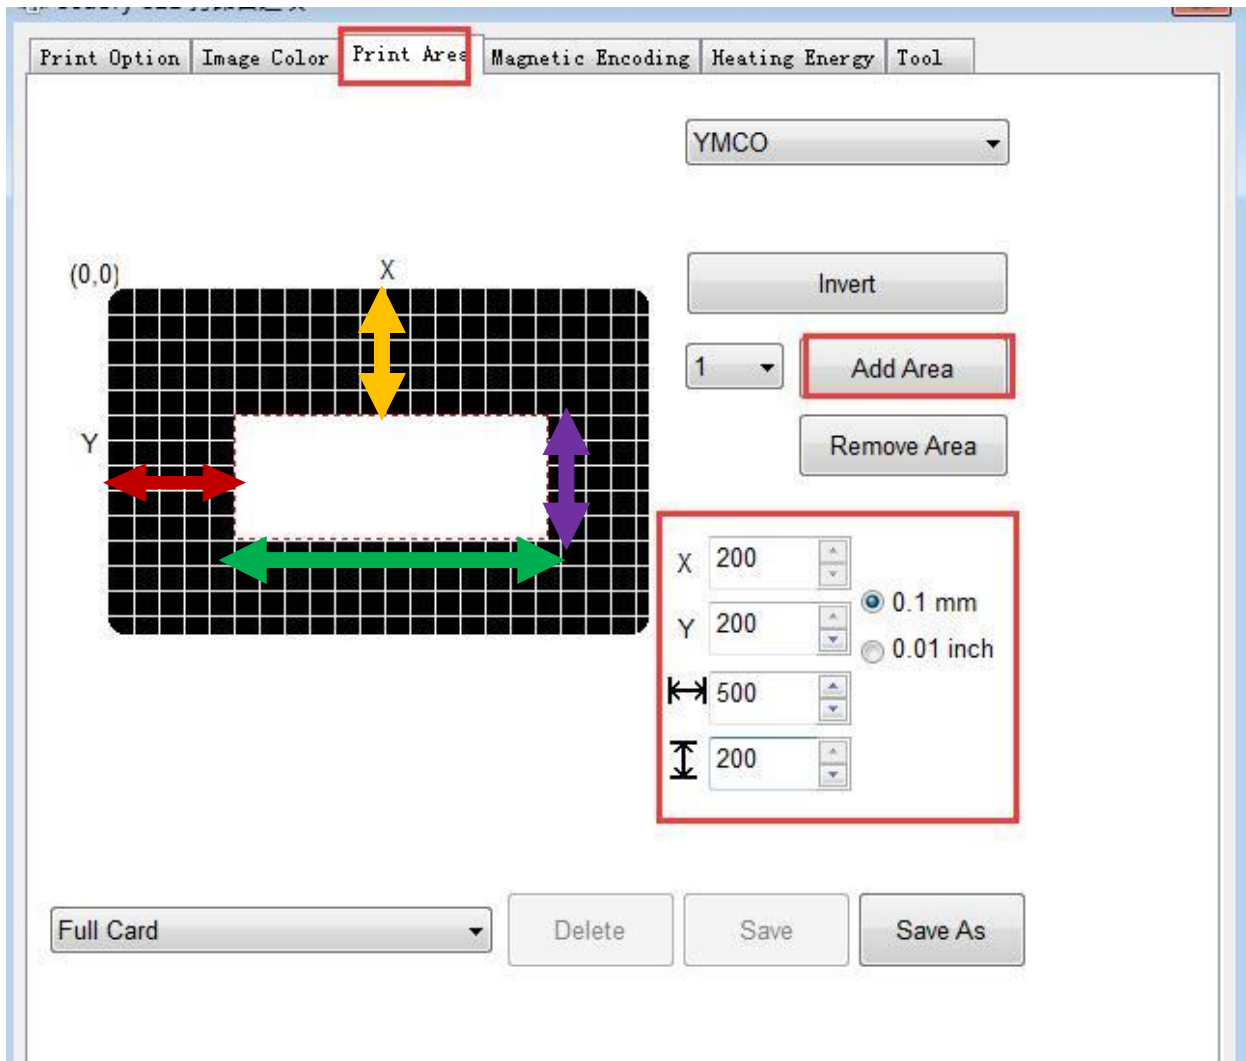 Print Option Image Color Print Area Magnetic Encoding Heating Energy Tool
YMCO
(0,0) X
Invert
1 Add Area
Y Remove Area
X 200
0.1 mm
Y 200
0.01 inch
500
200
Full Card Delete Save Save As